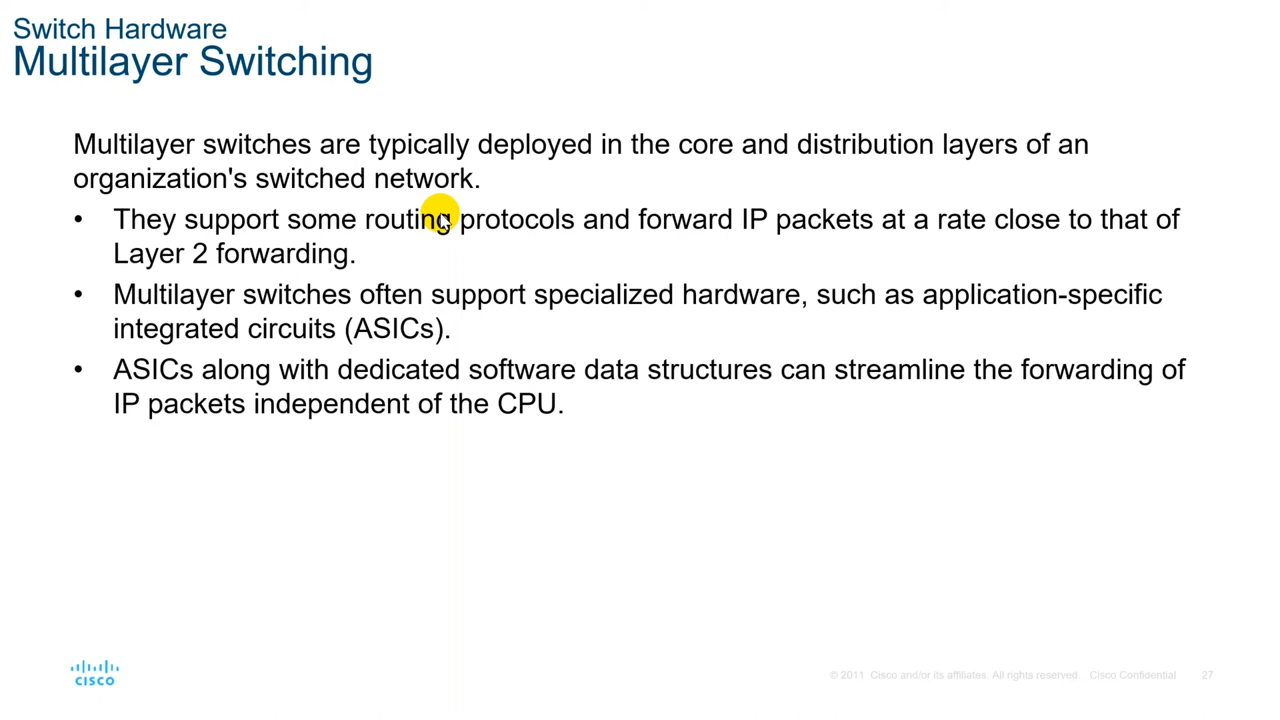 Switch Hardware
Multilayer Switching
Multilayer switches are typically deployed in the core and distribution layers of an
organization's switched network.
• They support some routing protocols and forward IP packets at a rate close to that of
Layer 2 forwarding.
• Multilayer switches often support specialized hardware, such as application-specific
integrated circuits (ASICs).
• ASICs along with dedicated software data structures can streamline the forwarding of
IP packets independent of the CPU.
CISCO
© 2011 Cisco and/or its affiliates. All rights reserved. Cisco Confidential 27